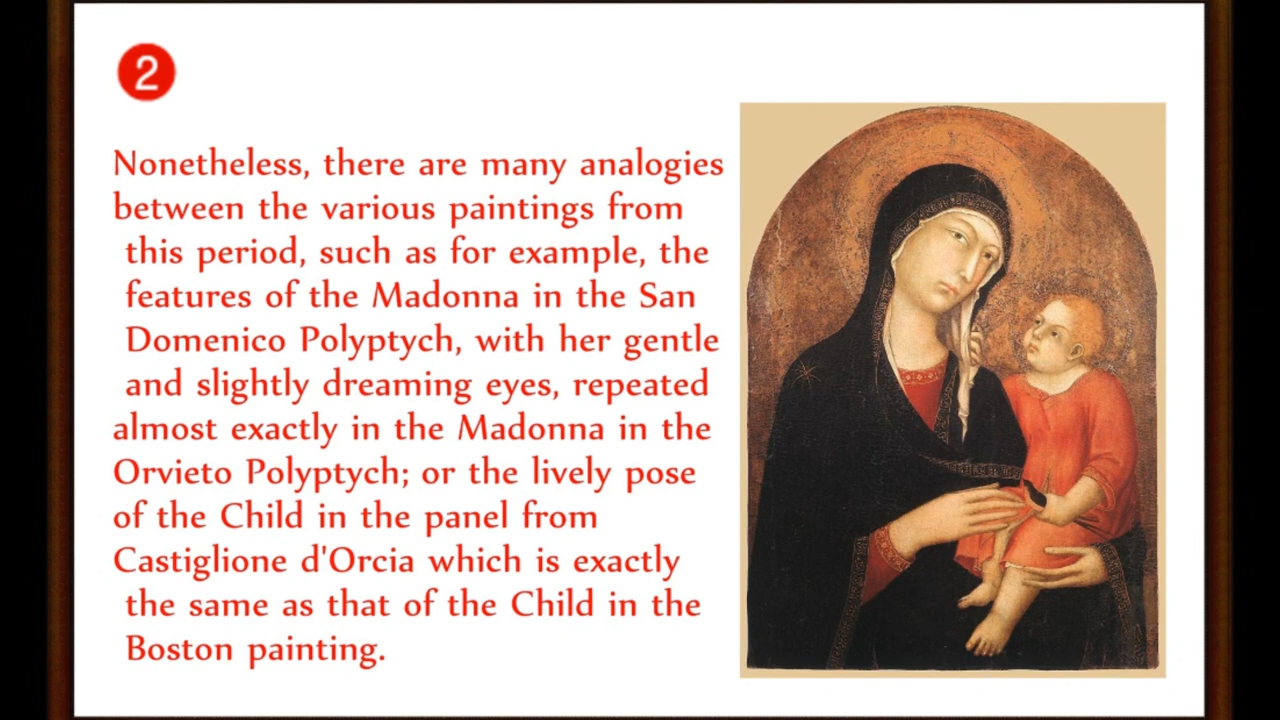 2
Nonetheless, there are many analogies
between the various paintings from
this period, such as for example, the
features of the Madonna in the San
Domenico Polyptych, with her gentle
and slightly dreaming eyes, repeated
almost exactly in the Madonna in the
Orvieto Polyptych; or the lively pose
of the Child in the panel from
Castiglione d'Orcia which is exactly
the same as that of the Child in the
Boston painting.